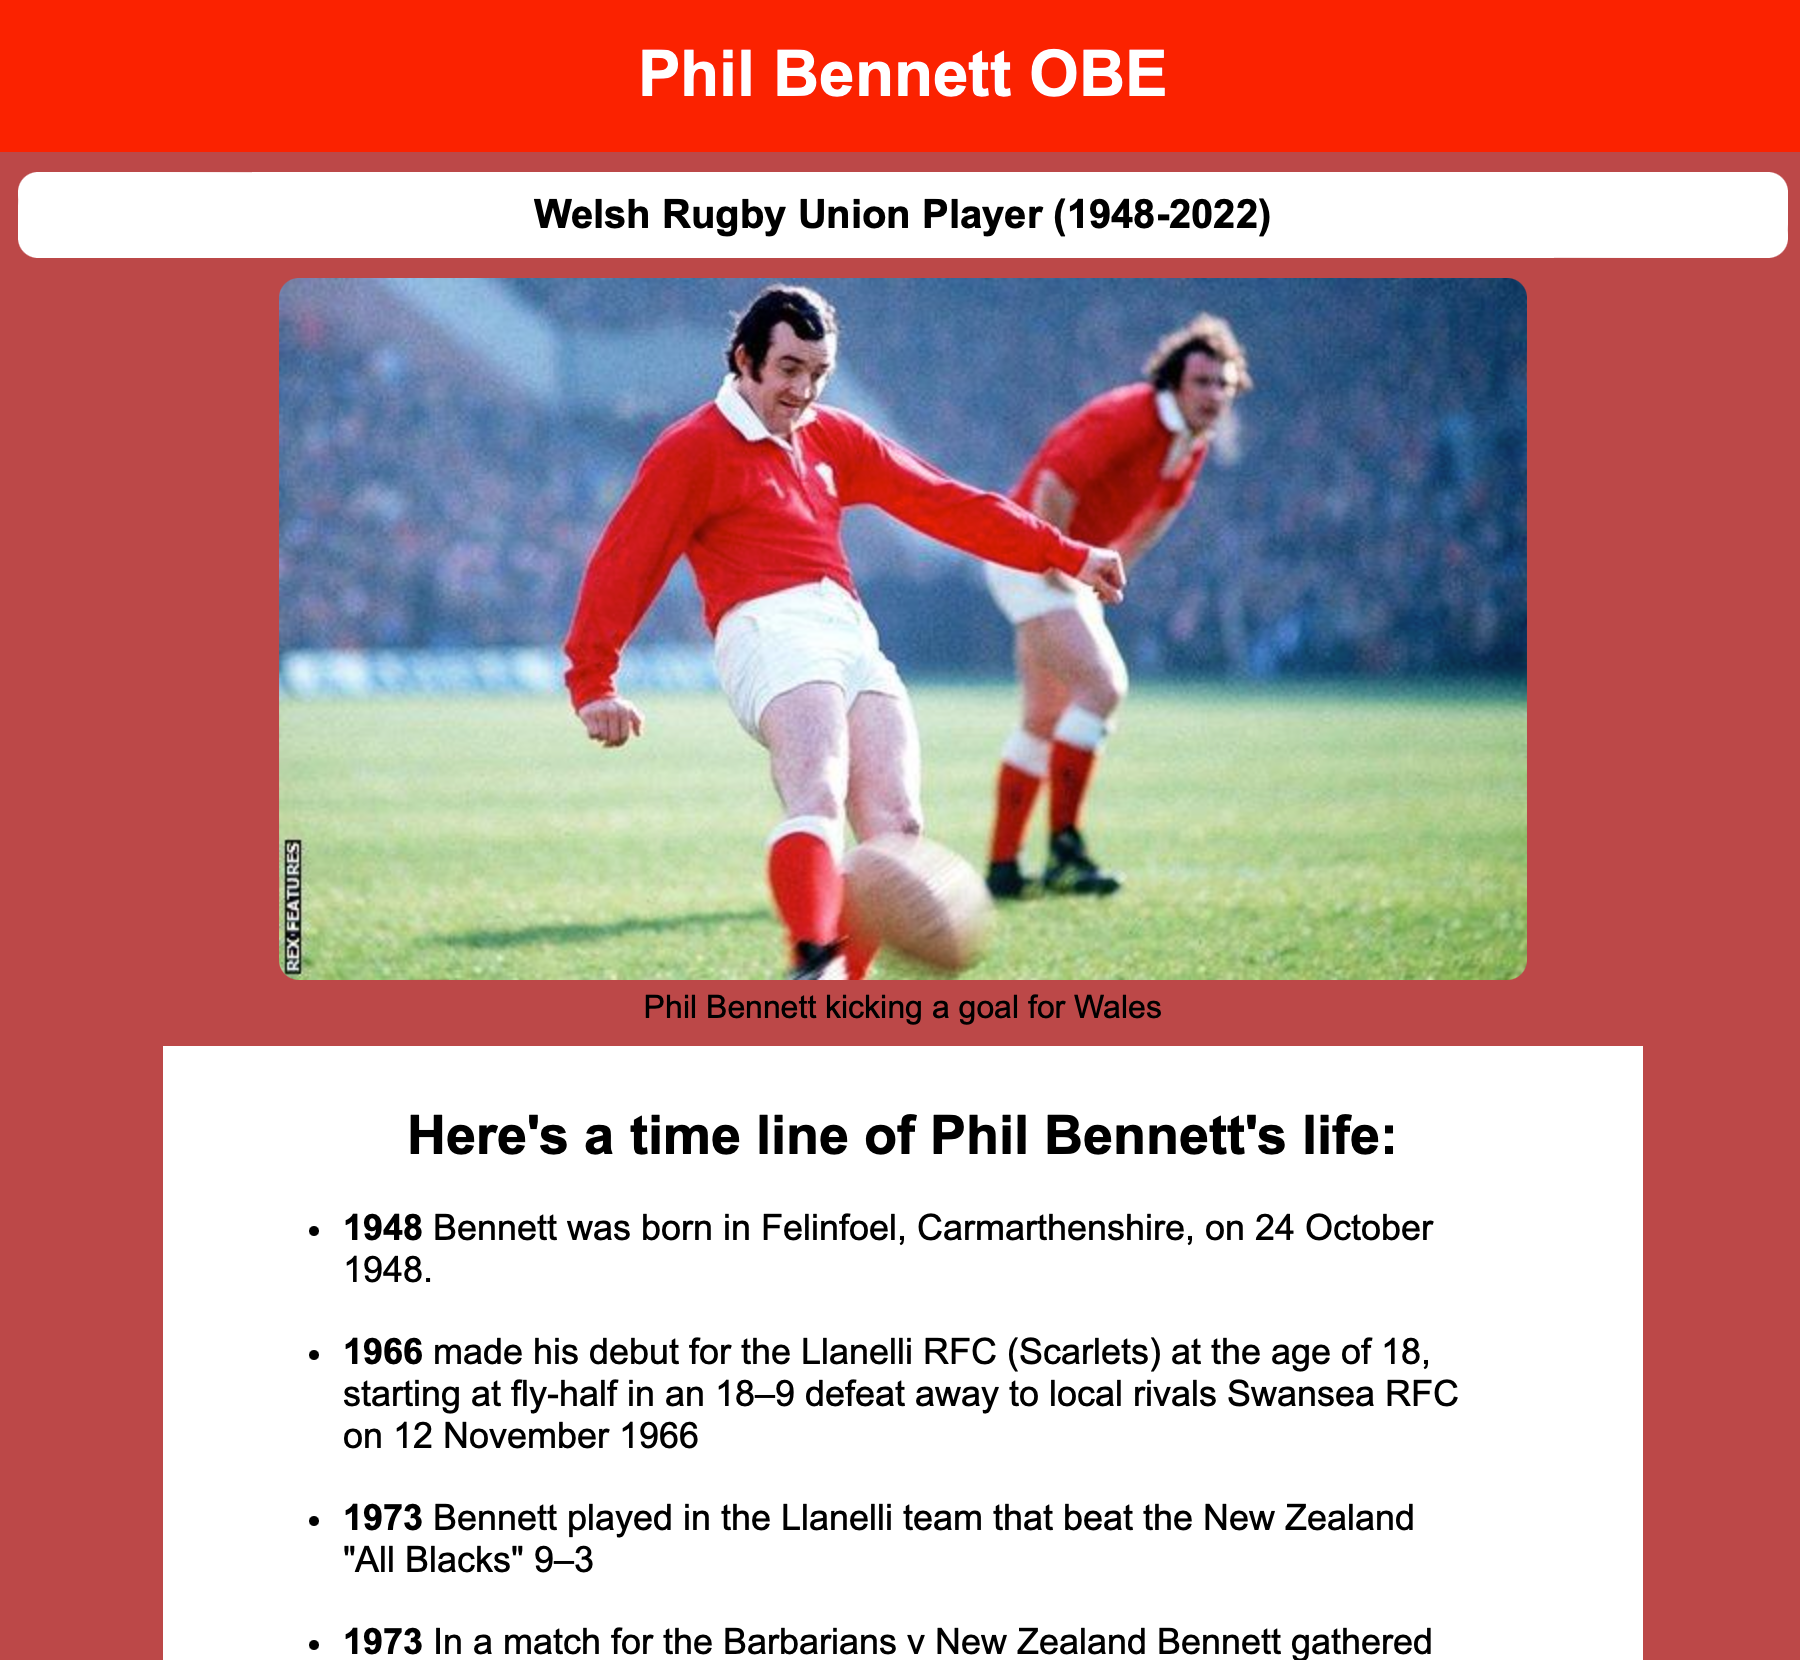 Phil Bennett OBE
Welsh Rugby Union Player (1948-2022)
REX FEATURES
Phil Bennett kicking a goal for Wales
Here's a time line of Phil Bennett's life:
• 1948 Bennett was born in Felinfoel, Carmarthenshire, on 24 October
1948.
• 1966 made his debut for the Llanelli RFC (Scarlets) at the age of 18,
starting at fly-half in an 18–9 defeat away to local rivals Swansea RFC
on 12 November 1966
• 1973 Bennett played in the Llanelli team that beat the New Zealand
"All Blacks" 9–3
• 1973 In a match for the Barbarians v New Zealand Bennett gathered